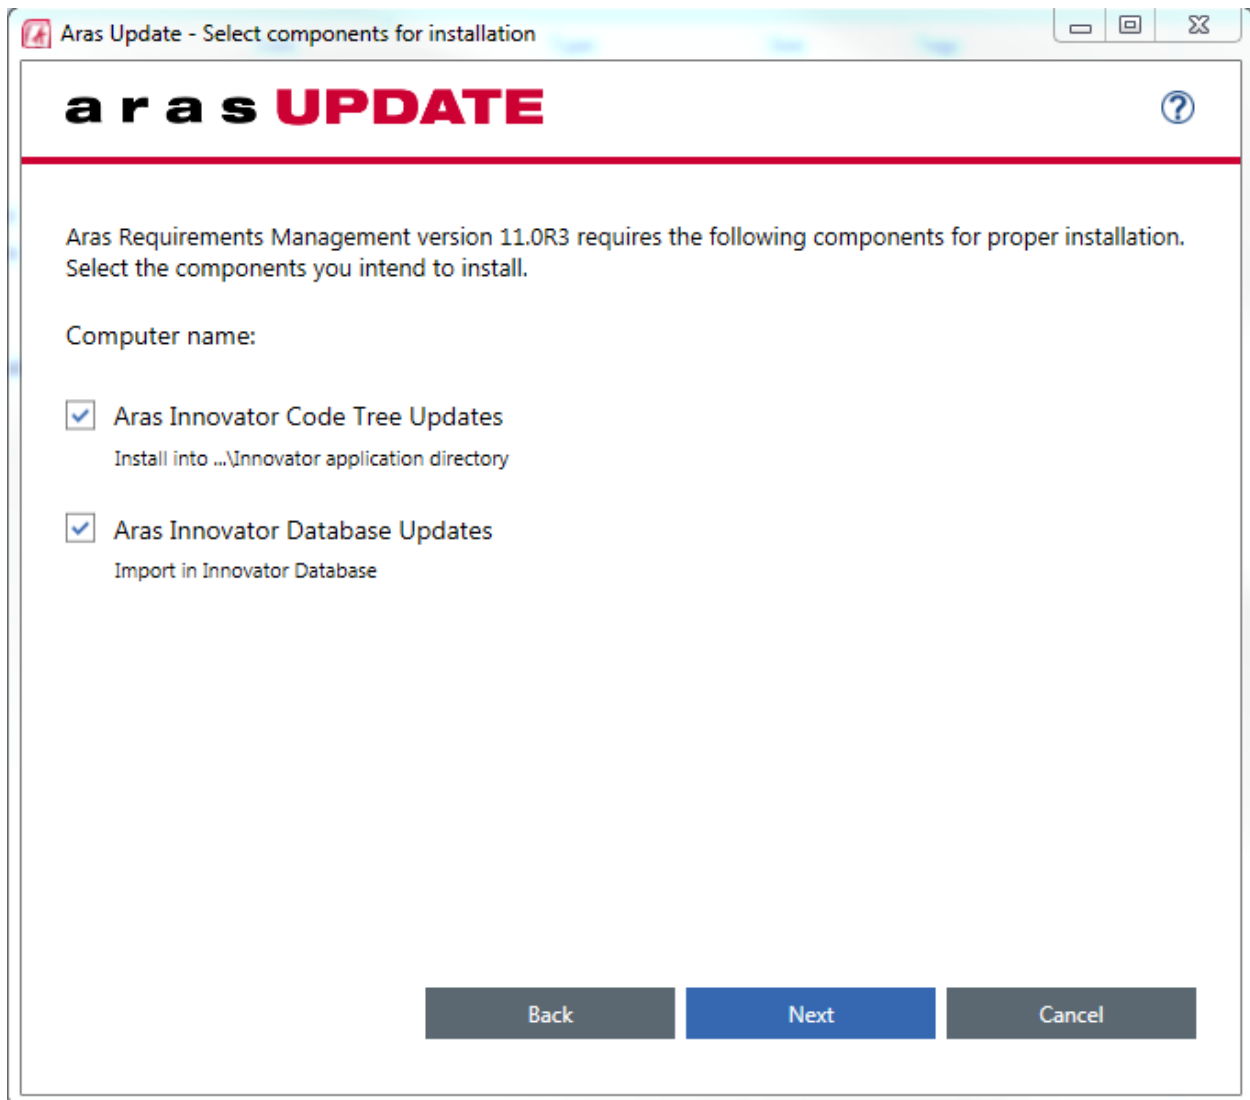 Aras Update - Select components for installation
aras UPDATE
?
Aras Requirements Management version 11.0R3 requires the following components for proper installation.
Select the components you intend to install.
Computer name:
Aras Innovator Code Tree Updates
Install into ...\Innovator application directory
Aras Innovator Database Updates
Import in Innovator Database
Back Next Cancel